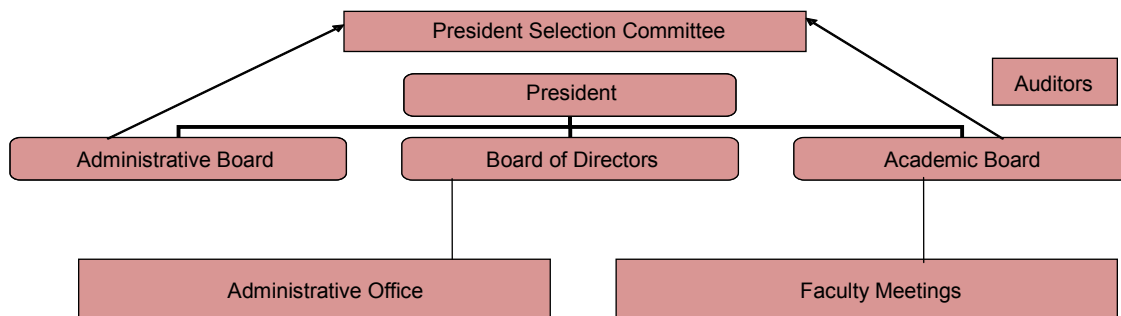 President Selection Committee
President
Auditors
Administrative Board
Board of Directors
Academic Board
Administrative Office
Faculty Meetings